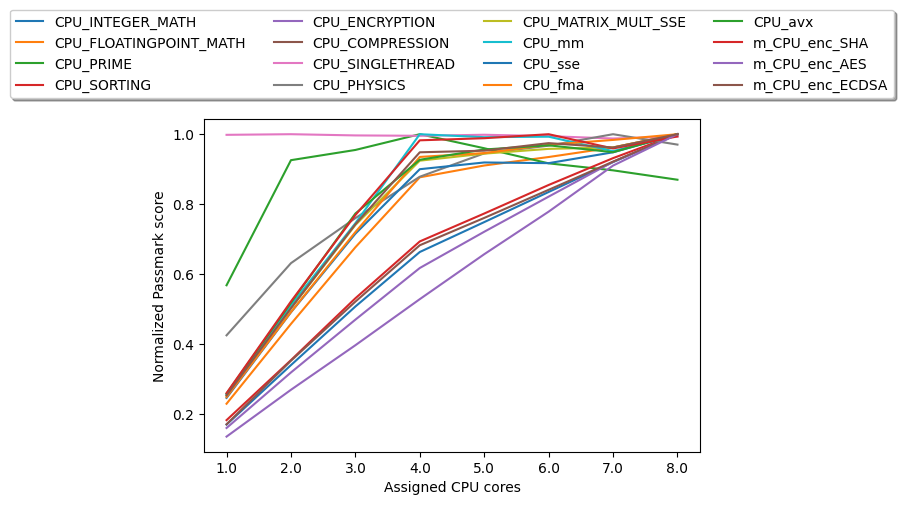 CPU_INTEGER_MATH
CPU_FLOATINGPOINT_MATH
CPU_PRIME
CPU_SORTING
CPU_ENCRYPTION
CPU_COMPRESSION
CPU_SINGLETHREAD
CPU_PHYSICS
CPU_MATRIX_MULT_SSE
CPU_mm
CPU_sse
CPU_fma
CPU_avx
m_CPU_enc_SHA
m_CPU_enc_AES
m_CPU_enc_ECDSA
Normalized Passmark score
1.0
0.8
0.6
0.4
0.2
1.0 2.0 3.0 4.0 5.0 6.0 7.0 8.0
Assigned CPU cores